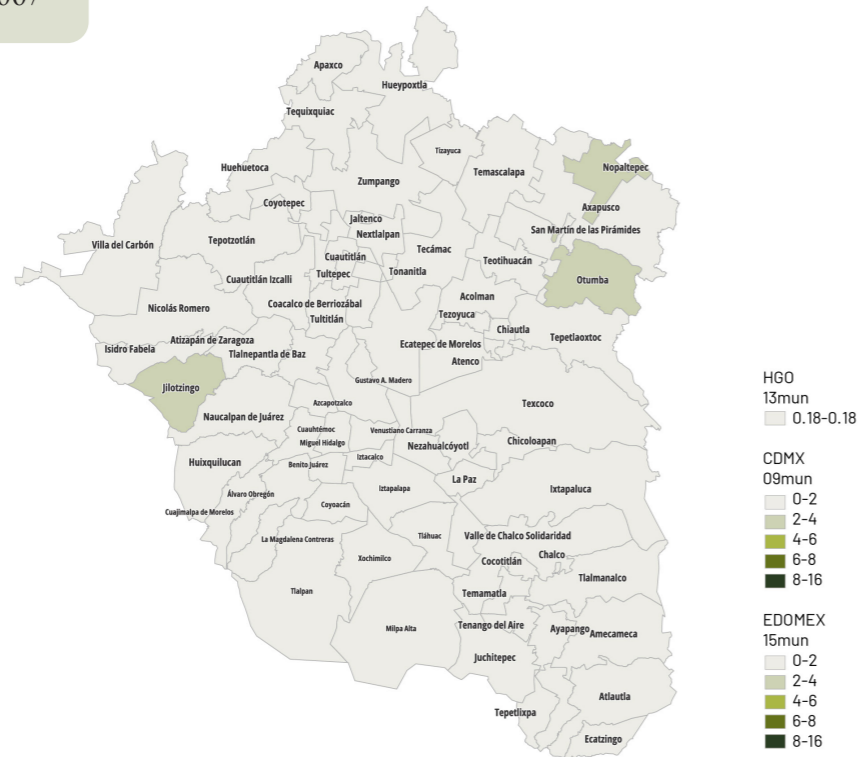 Apaxco
Hueypoxtla
Tequixquiac
Tizayuca
Huehuetoca
Temascalapa
Nopaltepec
Zumpango
Coyotepec
Axapusco
Jaltenco
Nextlalpan
San Martín de las Pirámides
Villa del Carbón
Tepotzotlán
Tecámac
Cuautitlán
Teotihuacán
Tultepec
Tonanitla
Cuautitlán Izcalli
Otumba
Acolman
Nicolás Romero
Coacalco de Berriozábal
Tultitlán
Tezoyuca
Chiautla
Tepetlaoxtoc
Atizapán de Zaragoza
Ecatepec de Morelos
Isidro Fabela
Tlalnepantla de Baz
Atenco
Jilotzingo
Gustavo A. Madero
Azcapotzalco
Texcoco
Naucalpan de Juárez
Cuauhtémoc
Venustiano Carranza
Miguel Hidalgo
Nezahualcóyotl
Chicoloapan
Iztacalco
Huixquilucan
Benito Juárez
La Paz
Iztapalapa
Ixtapaluca
Álvaro Obregón
Coyoacán
Cuajimalpa de Morelos
La Magdalena Contreras
Tláhuac
Valle de Chalco Solidaridad
Xochimilco
Chalco
Cocotitlán
Tlalmanalco
Tlalpan
Temamatla
Milpa Alta
Tenango del Aire
Ayapango
Amecameca
Juchitepec
Atlautla
Tepetlixpa
Ecatzingo
HGO
13mun
0.18-0.18
CDMX
09mun
0-2
2-4
4-6
6-8
8-16
EDOMEX
15mun
0-2
2-4
4-6
6-8
8-16